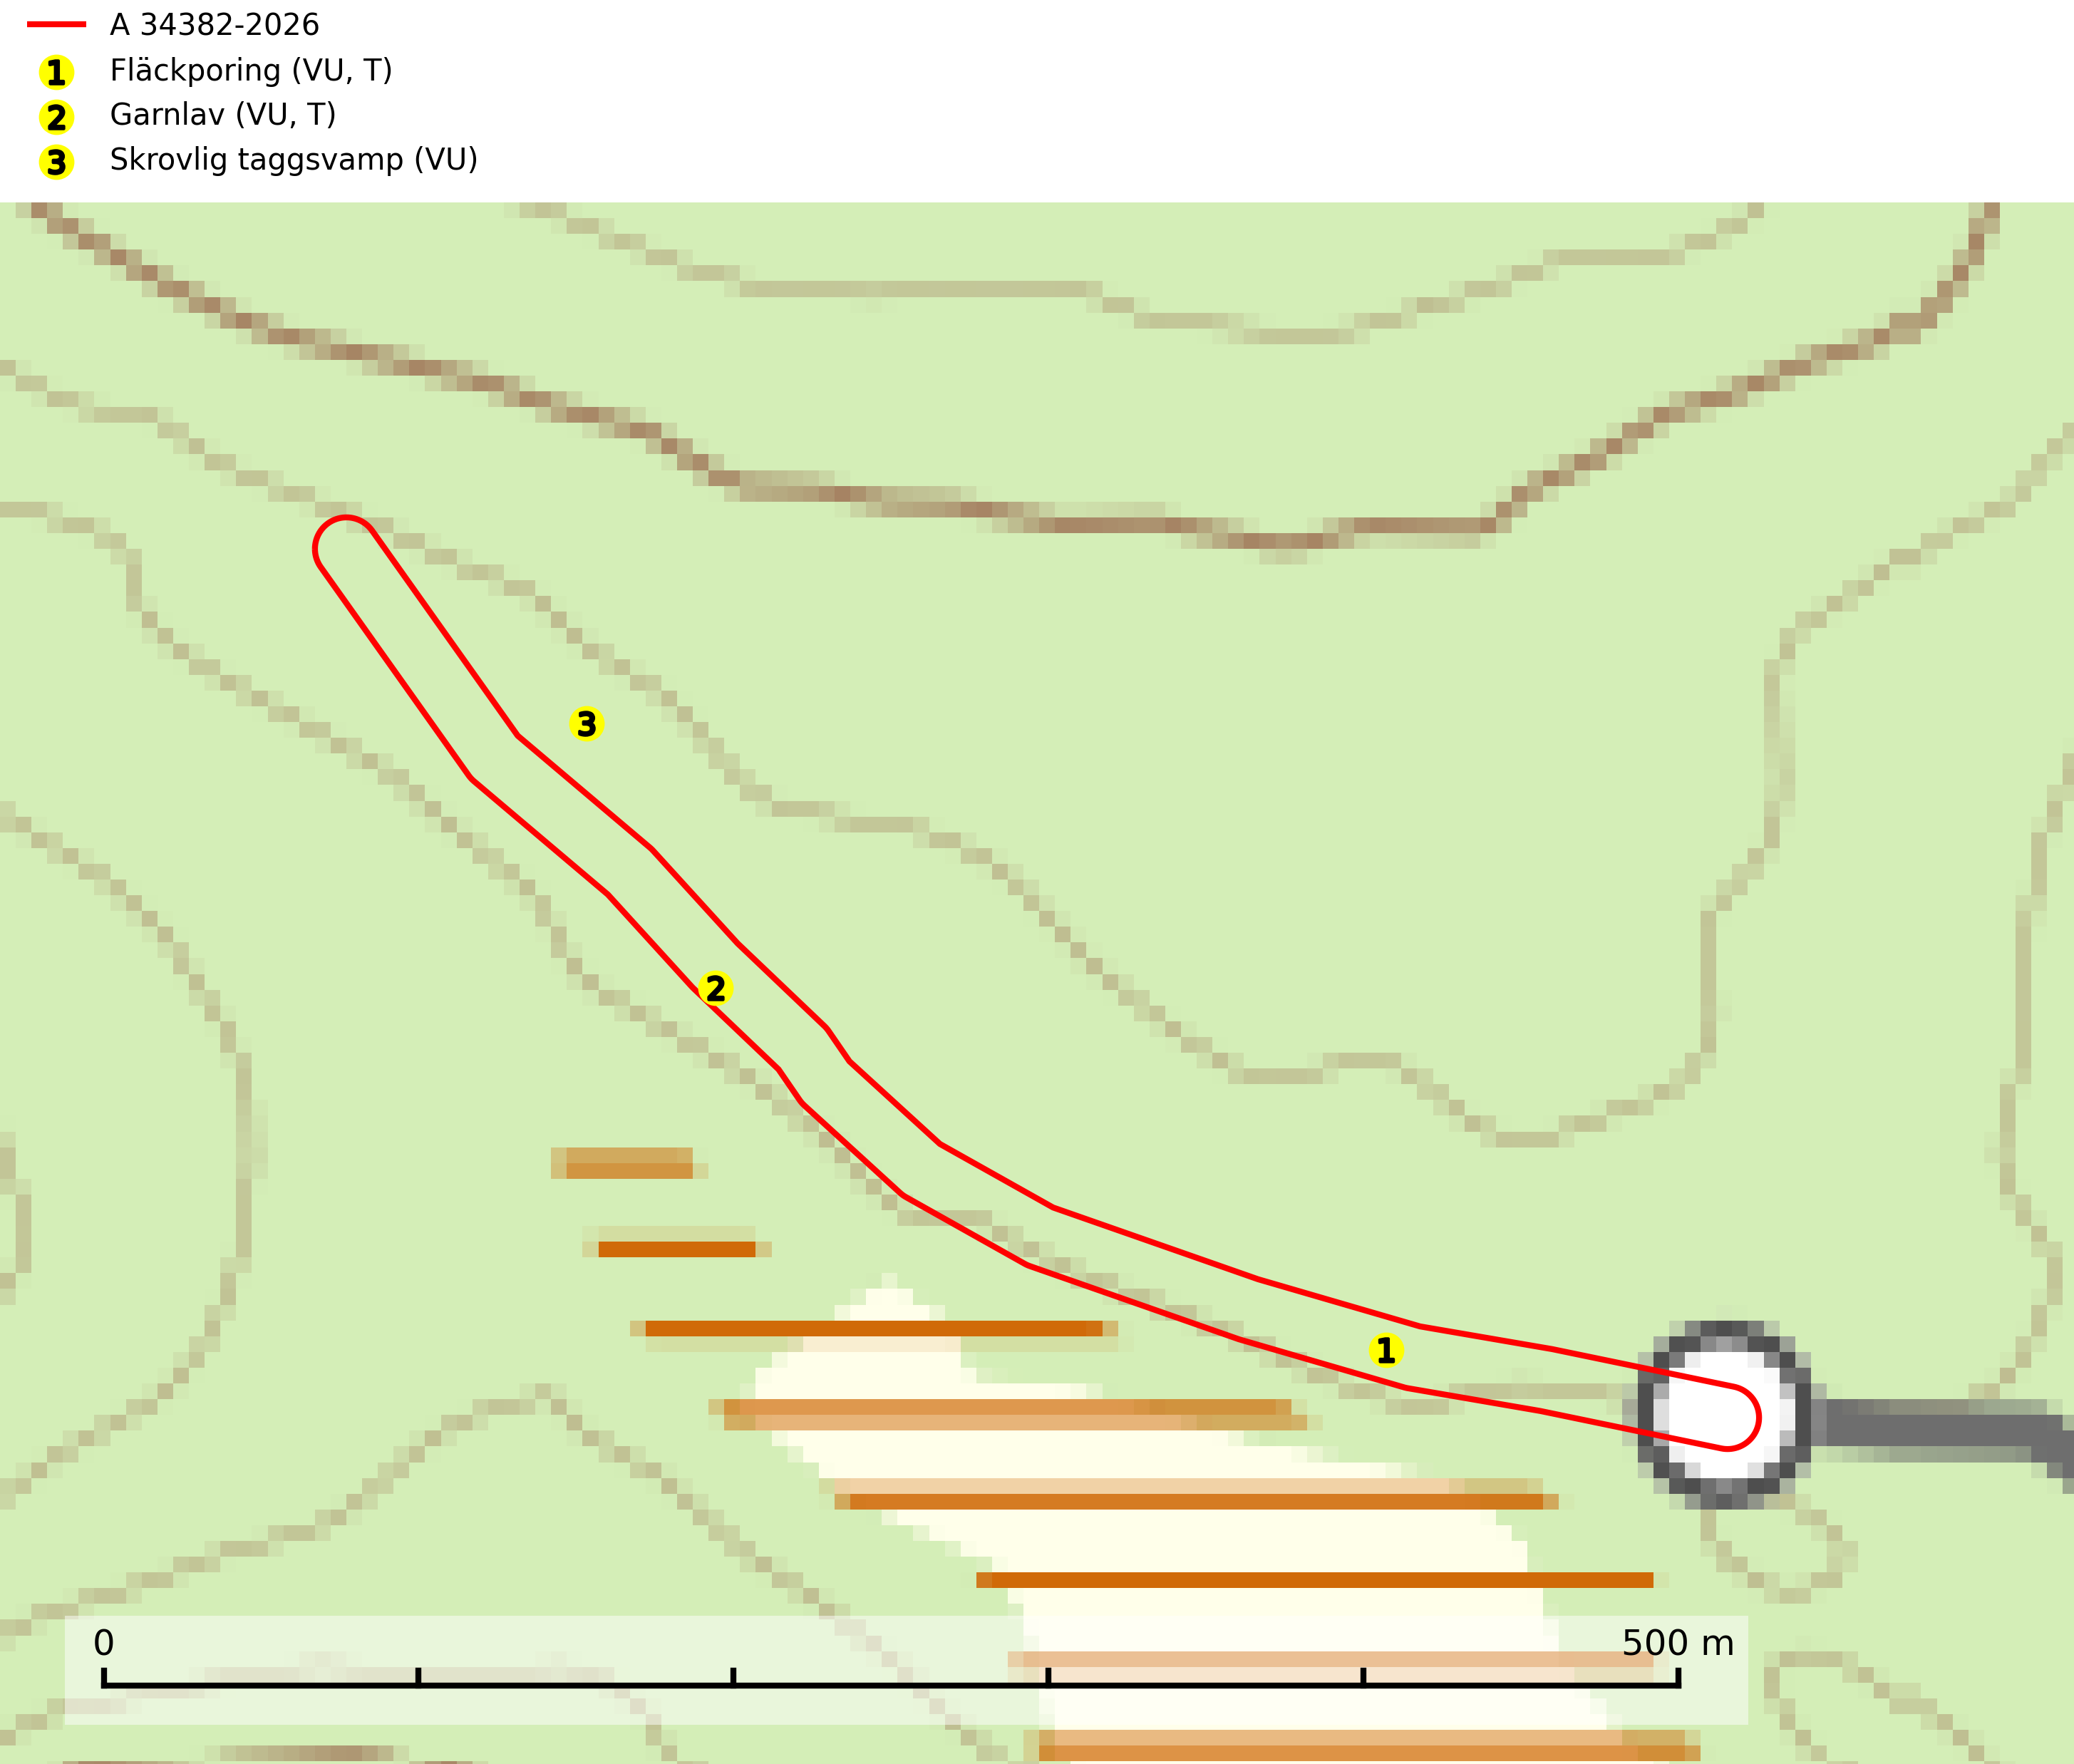 A 34382-2026
1 Fläckporing (VU, T)
2 Garnlav (VU, T)
3 Skrovlig taggsvamp (VU)
3
2
1
0 500 m